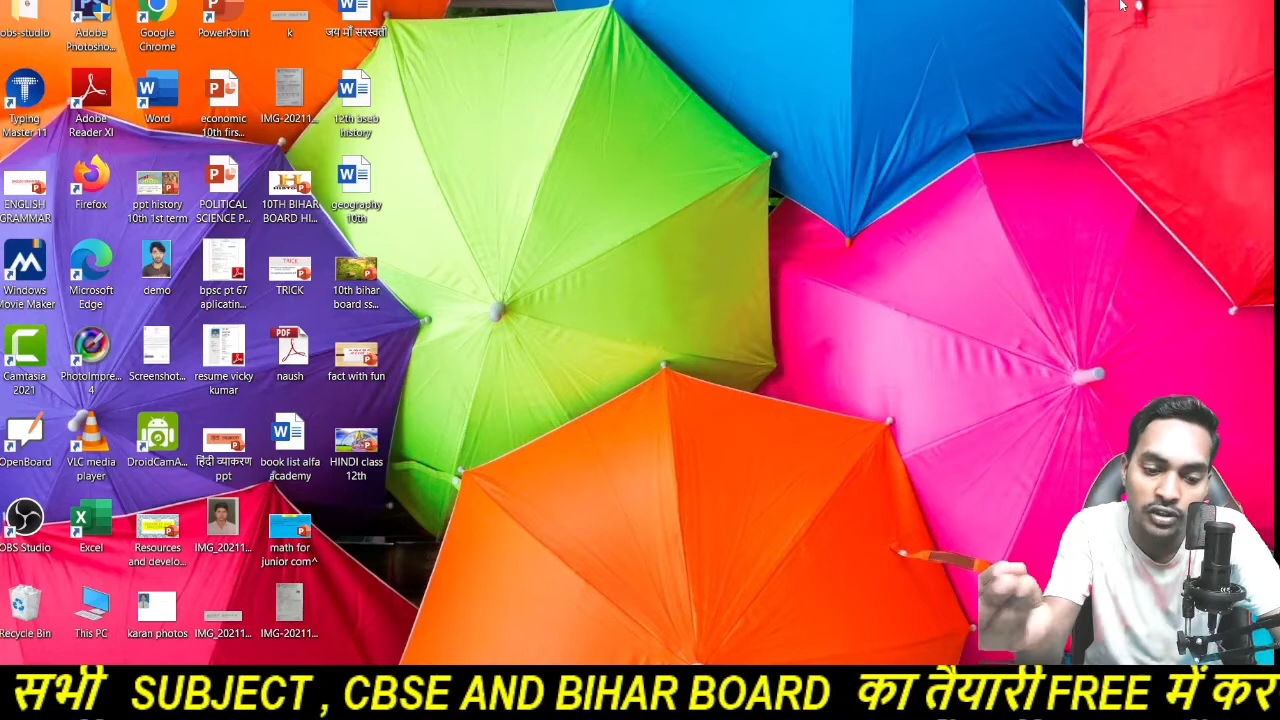 obs-studio
Adobe
Photosho...
Google
Chrome
PowerPoint
k
जय माँ सरस्वती
Typing
Master 11
Adobe
Reader XI
Word
economic
10th firs...
IMG-20211...
12th bseb
history
ENGLISH
GRAMMAR
Firefox
ppt history
10th 1st term
POLITICAL
SCIENCE P...
10TH BIHAR
BOARD HI...
geography
10th
Windows
Movie Maker
Microsoft
Edge
demo
bpsc pt 67
aplicatin...
TRICK
TRICK
10th bihar
board ss...
Camtasia
2021
PhotoImpre...
4
Screenshot...
resume vicky
kumar
PDF
naush
fact with fun
OpenBoard
VLC media
player
DroidCamA...
हिंदी व्याकरण
ppt
book list alfa
academy
HINDI class
12th
OBS Studio
Excel
Resources
and develo...
IMG_20211...
math for
junior com^
Recycle Bin
This PC
karan photos
IMG_20211...
IMG-20211...
सभी SUBJECT , CBSE AND BIHAR BOARD का तैयारी FREE में कर